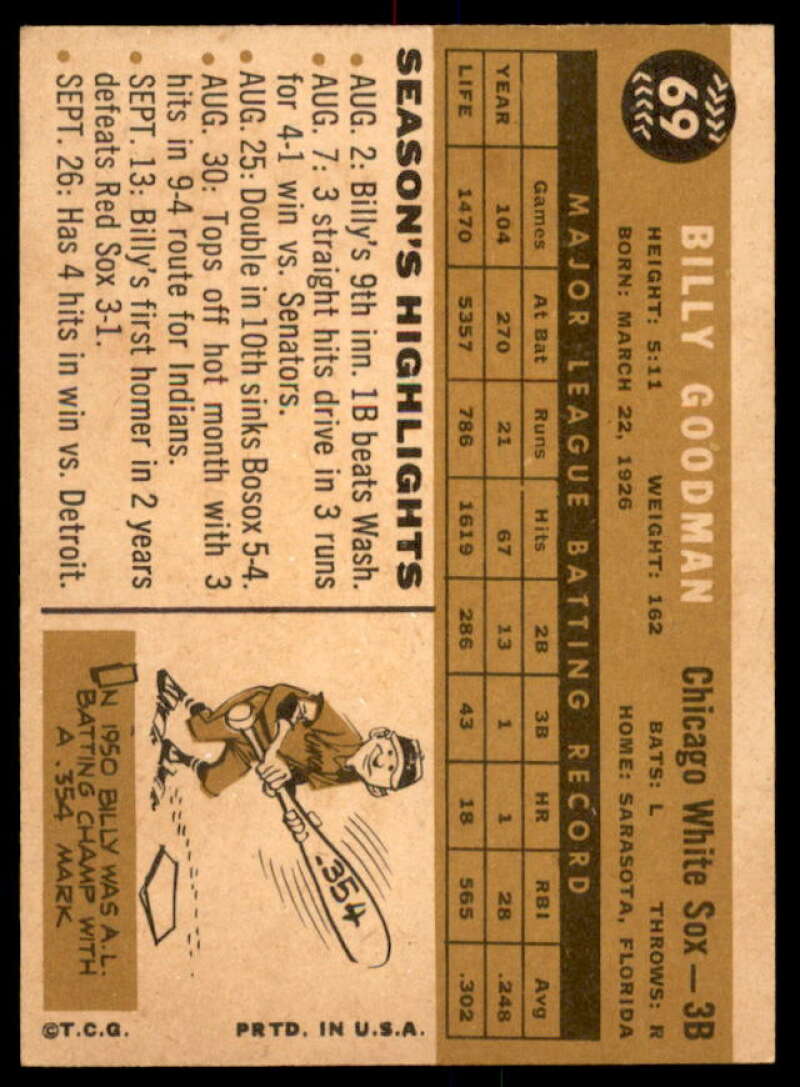 69
BILLY GOODMAN Chicago White Sox — 3B
HEIGHT: 5:11 WEIGHT: 162 BATS: L THROWS: R
BORN: MARCH 22, 1926 HOME: SARASOTA, FLORIDA
MAJOR LEAGUE BATTING RECORD
Games At Bat Runs Hits 2B 3B HR RBI Avg
YEAR 104 270 21 67 13 1 1 28 .248
LIFE 1470 5357 786 1619 286 43 18 565 .302
SEASON'S HIGHLIGHTS
• AUG. 2: Billy's 9th inn. 1B beats Wash.
• AUG. 7: 3 straight hits drive in 3 runs
for 4-1 win vs. Senators.
• AUG. 25: Double in 10th sinks Bosox 5-4.
• AUG. 30: Tops off hot month with 3
hits in 9-4 route for Indians.
• SEPT. 13: Billy's first homer in 2 years
defeats Red Sox 3-1.
• SEPT. 26: Has 4 hits in win vs. Detroit.
.354
IN 1950 BILLY WAS A.L.
BATTING CHAMP WITH
A .354 MARK
©T.C.G. PRTD. IN U.S.A.